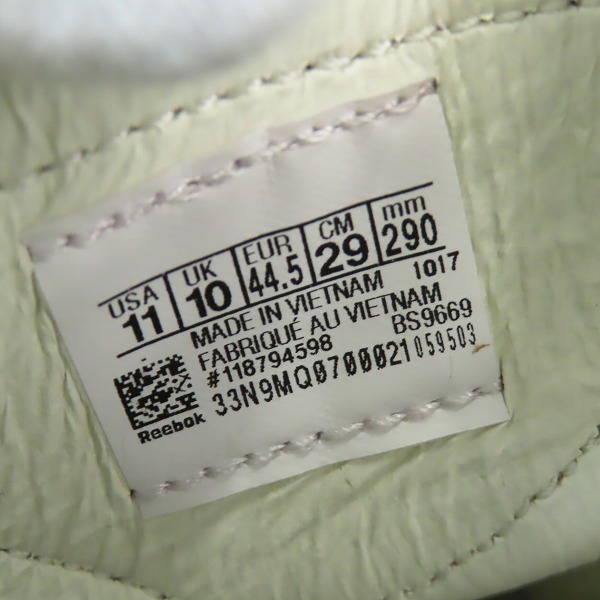 USA UK EUR CM mm
11 10 44.5 29 290
MADE IN VIETNAM 1017
FABRIQUÉ AU VIETNAM
#118794598 BS9669
33N9MQ0700021059503
Reebok